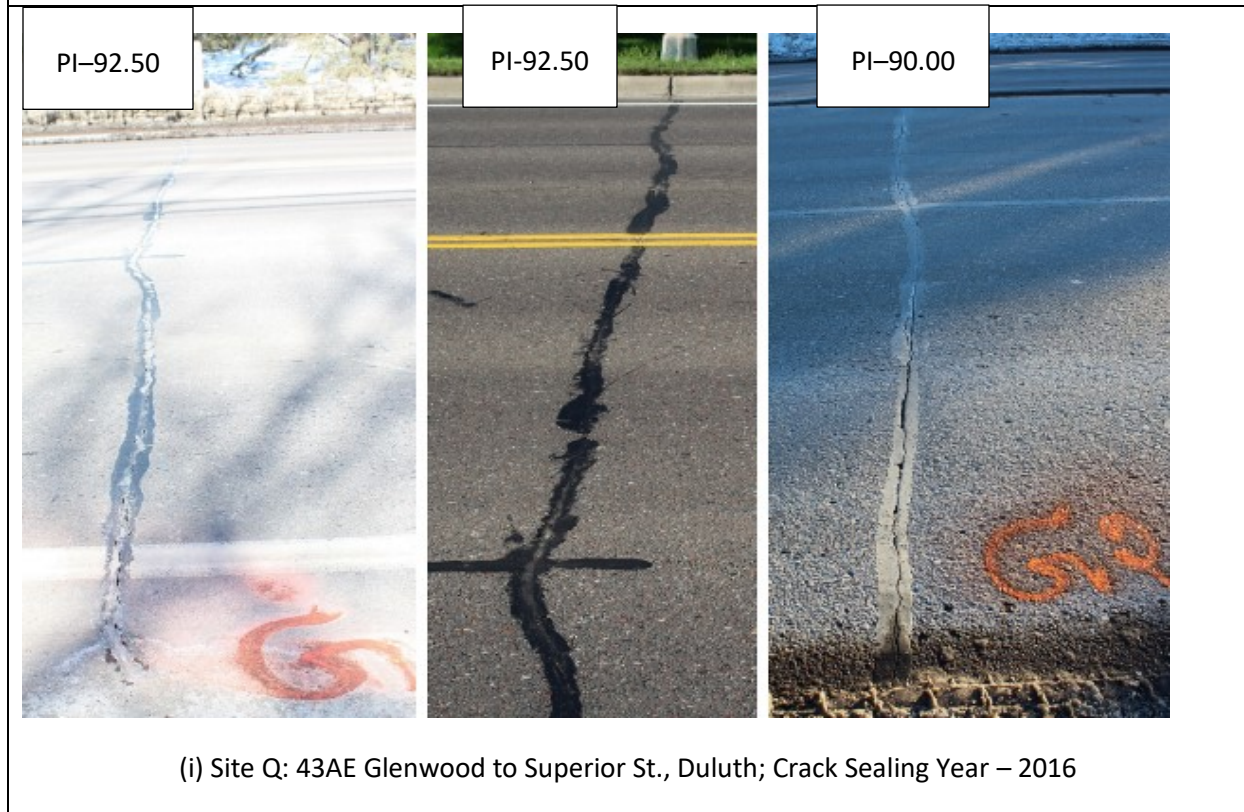 PI–92.50
PI-92.50
PI–90.00
(i) Site Q: 43AE Glenwood to Superior St., Duluth; Crack Sealing Year – 2016